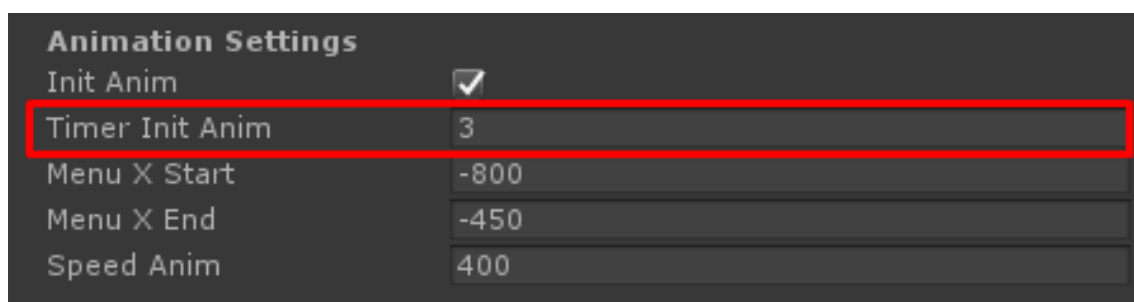 Animation Settings
Init Anim
Timer Init Anim 3
Menu X Start -800
Menu X End -450
Speed Anim 400